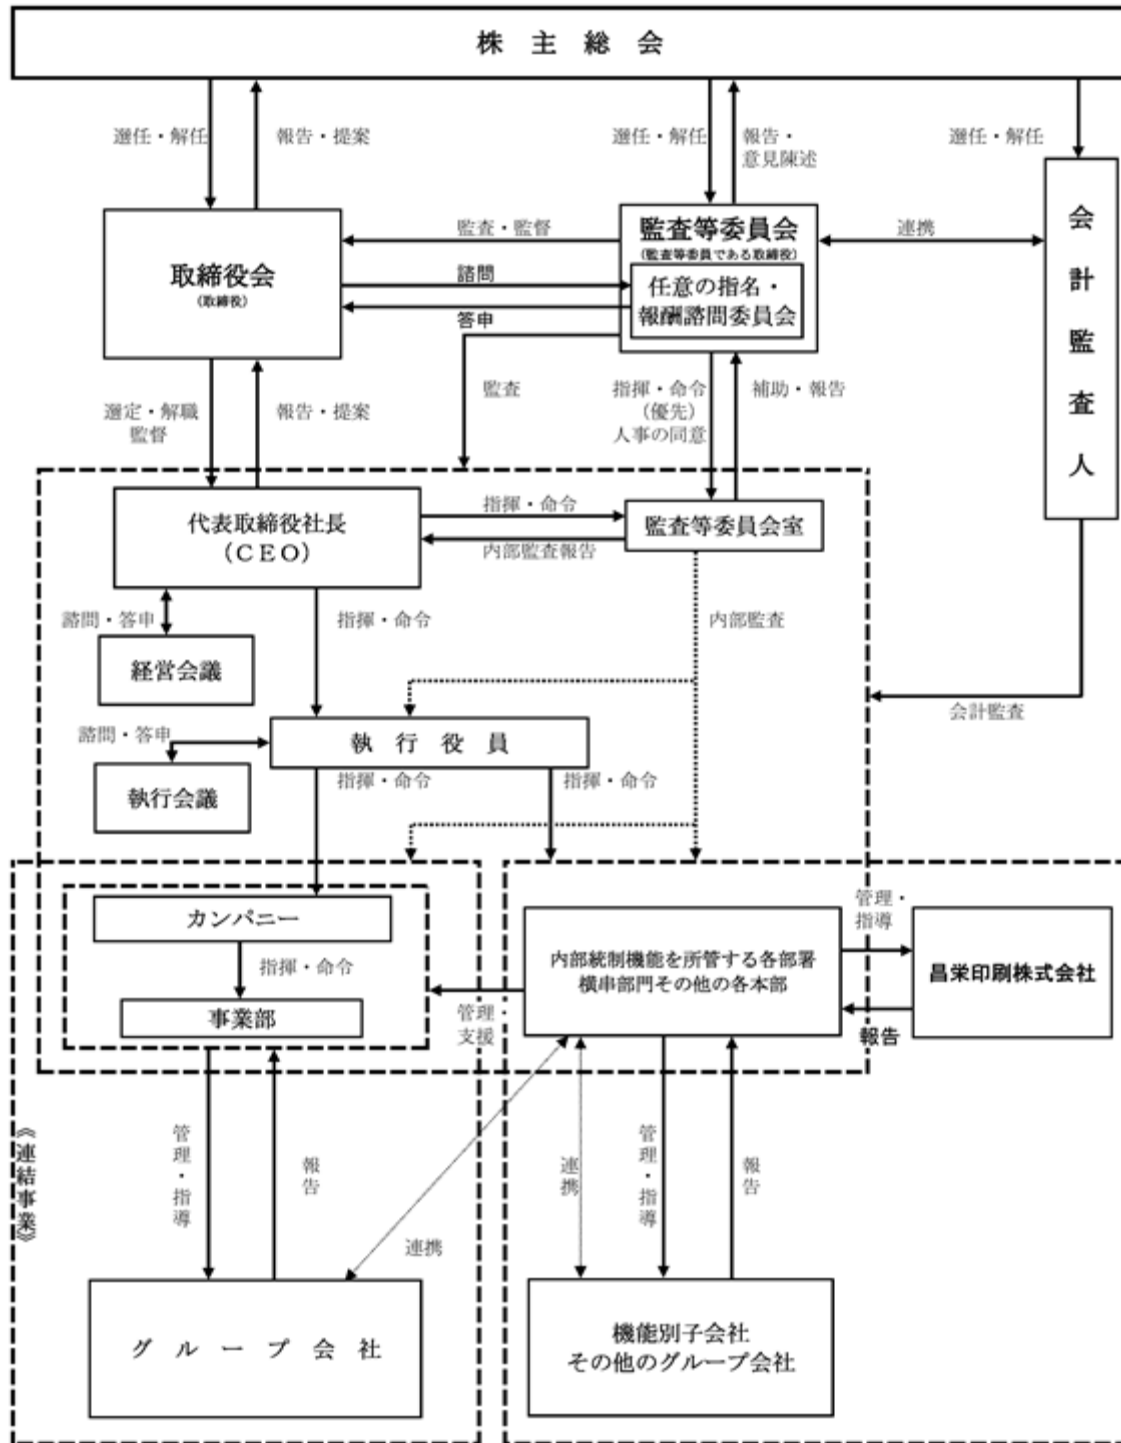 株主総会
選任・解任
報告・提案
選任・解任
報告・
意見陳述
選任・解任
取締役会
(取締役)
監査・監督
諮問
答申
監査等委員会
(監査等委員である取締役)
任意の指名・
報酬諮問委員会
連携
会計監査人
選定・解職
監督
報告・提案
監査
指揮・命令
(優先)
人事の同意
補助・報告
代表取締役社長
(CEO)
指揮・命令
内部監査報告
監査等委員会室
諮問・答申
指揮・命令
内部監査
経営会議
会計監査
諮問・答申
執行役員
執行会議
指揮・命令
指揮・命令
カンパニー
指揮・命令
事業部
管理・
支援
内部統制機能を所管する各部署
横串部門その他の各本部
管理・
指導
報告
昌栄印刷株式会社
《連結事業》
管理・指導
報告
連携
連携
管理・指導
報告
グループ会社
機能別子会社
その他のグループ会社